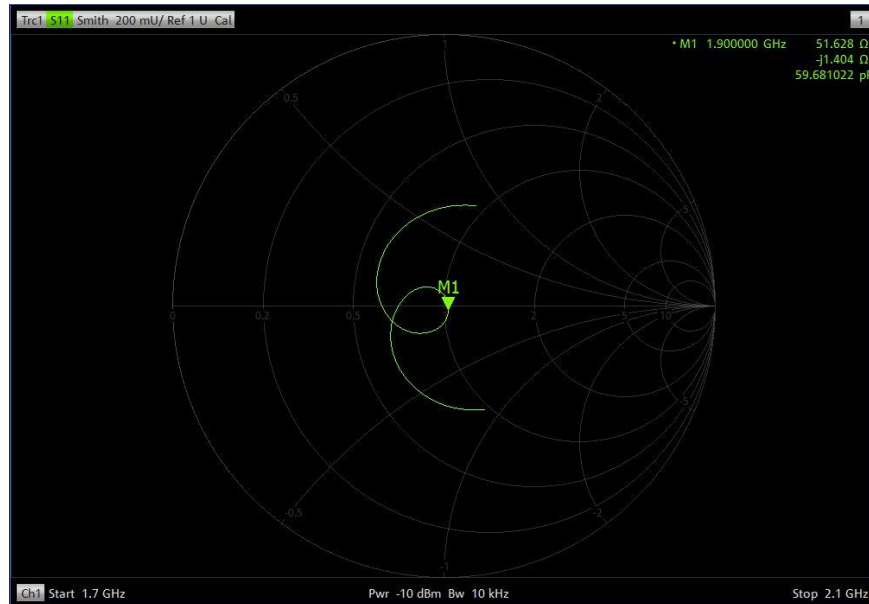 Trc1 S11 Smith 200 mU/ Ref 1 U Cal
1
• M1 1.900000 GHz 51.628 Ω
-j1.404 Ω
59.681022 pF
1
0.5
2
5
M1
0 0.2 0.5 2 5 10
-5
-0.5
-2
-1
Ch1 Start 1.7 GHz Pwr -10 dBm Bw 10 kHz Stop 2.1 GHz